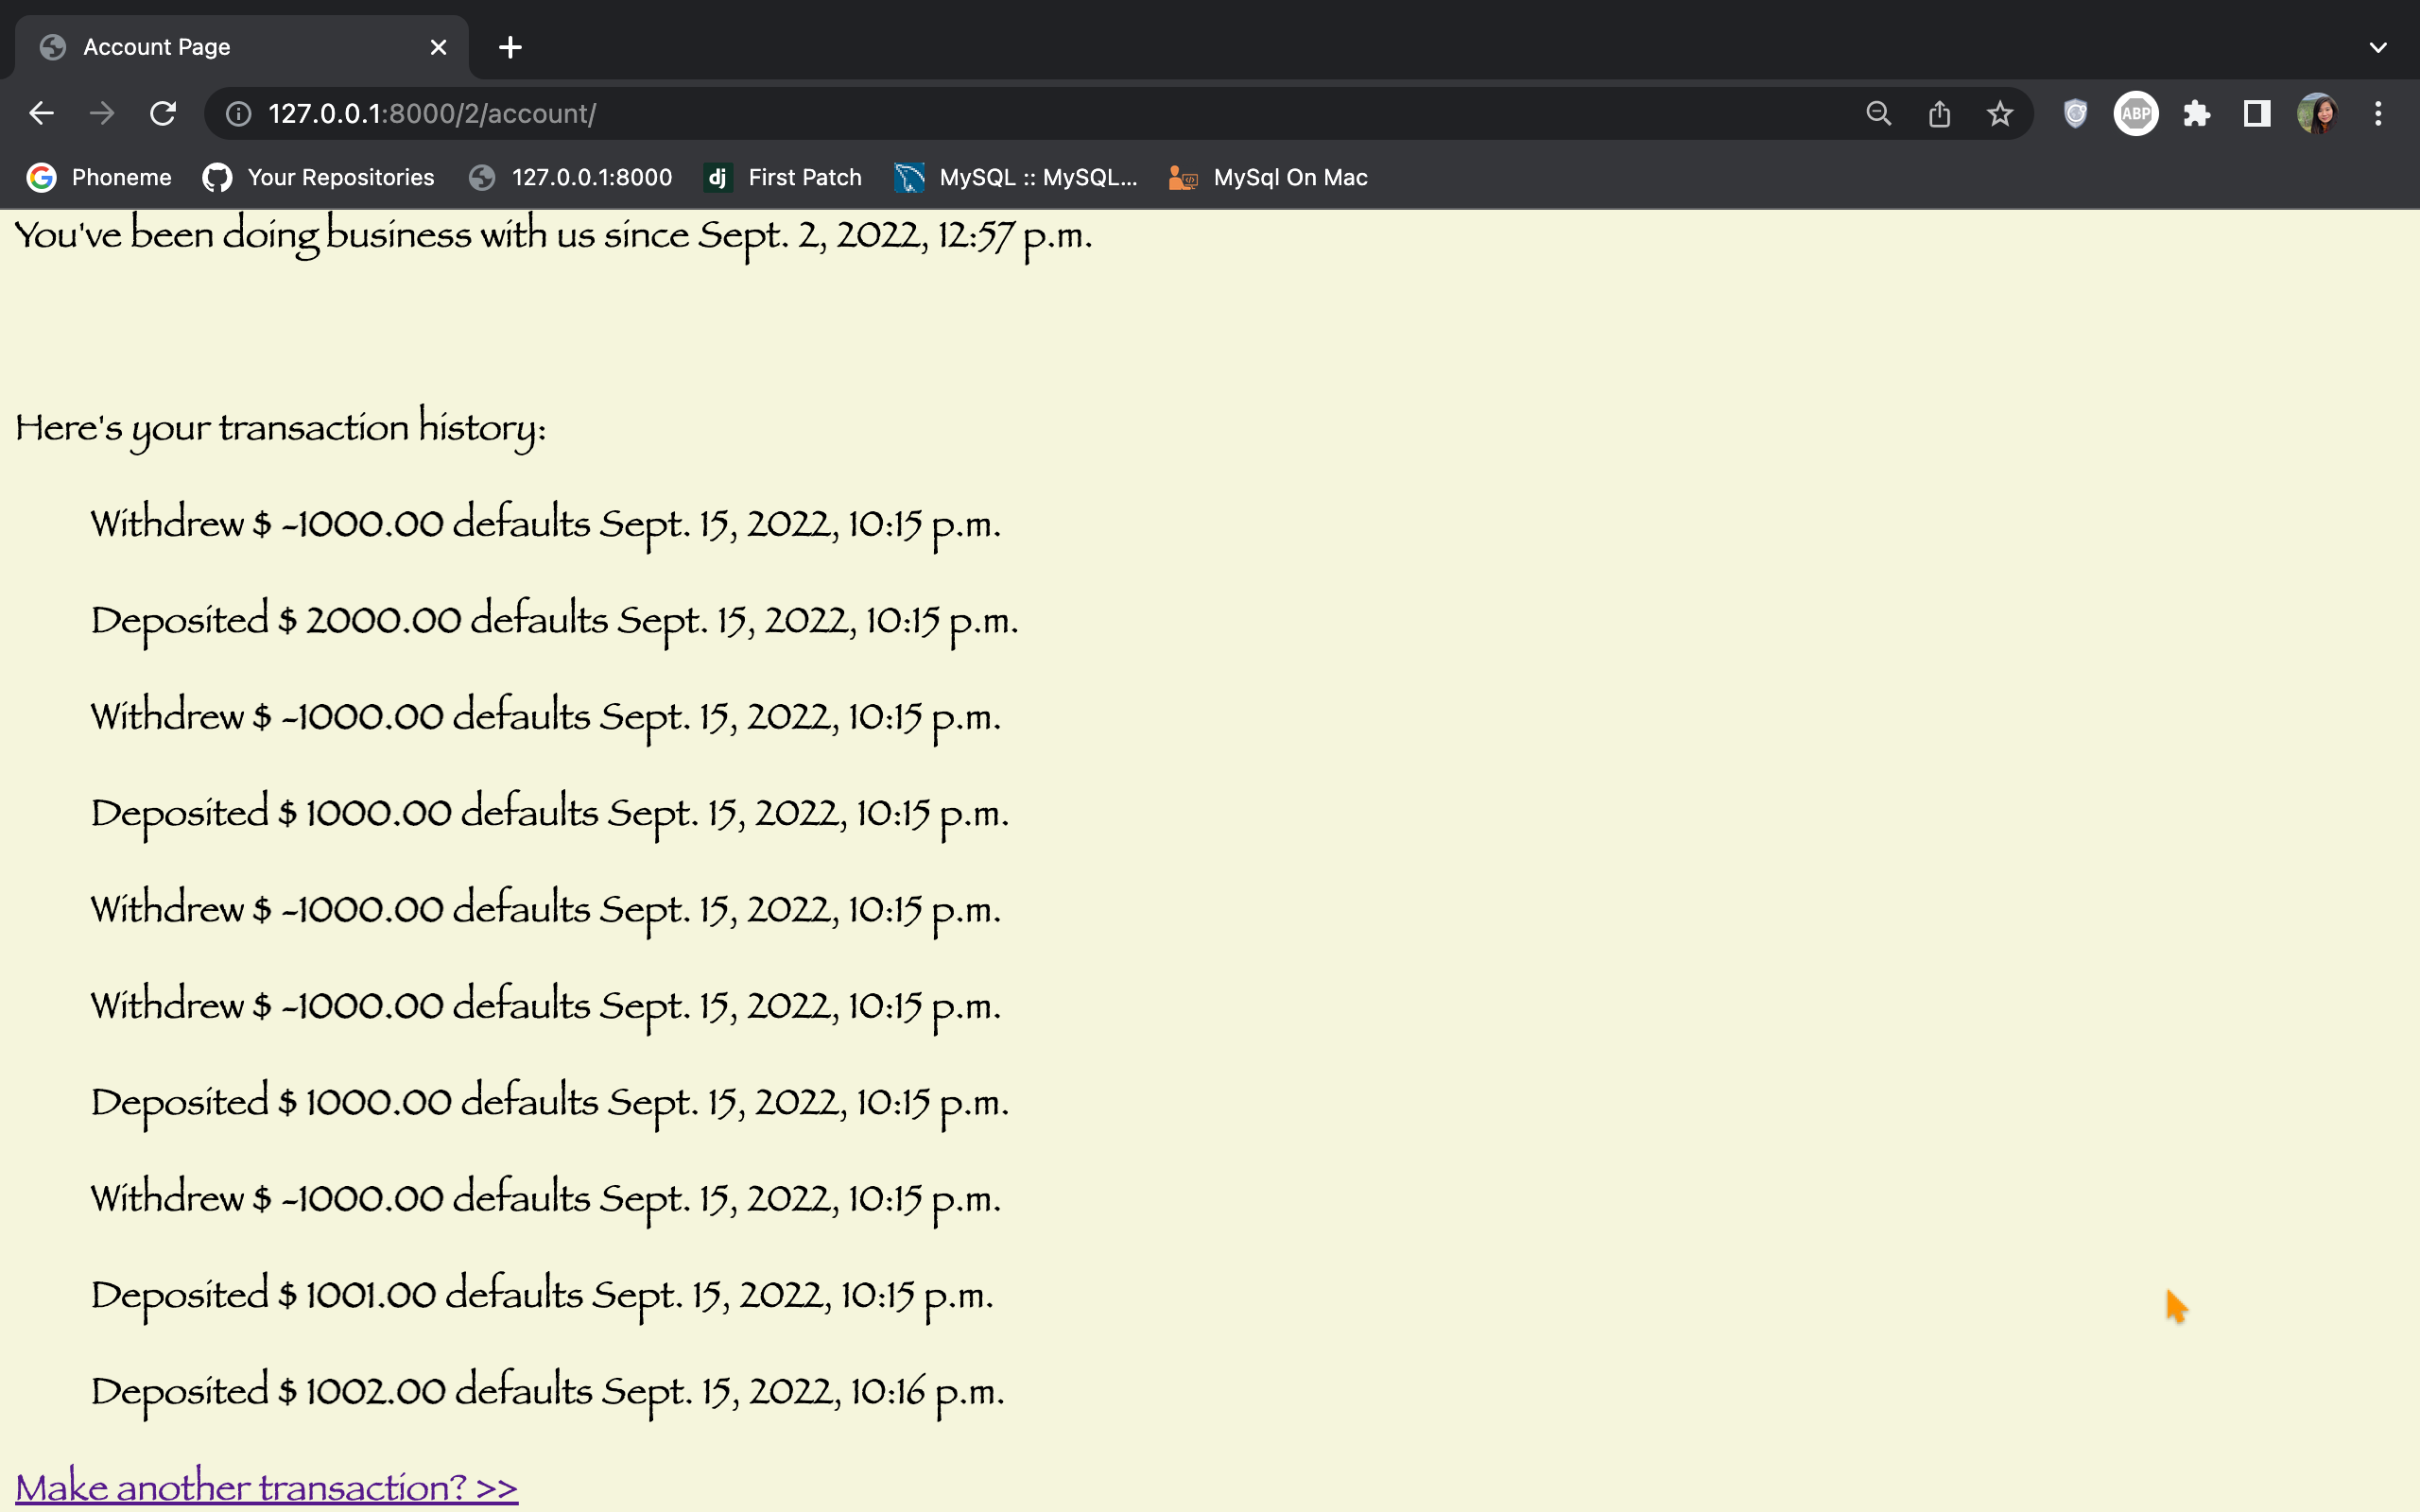 Account Page
127.0.0.1:8000/2/account/
ABP
Phoneme Your Repositories 127.0.0.1:8000 dj First Patch MySQL :: MySQL... MySql On Mac
You've been doing business with us since Sept. 2, 2022, 12:57 p.m.
Here's your transaction history:
Withdrew $ -1000.00 defaults Sept. 15, 2022, 10:15 p.m.
Deposited $ 2000.00 defaults Sept. 15, 2022, 10:15 p.m.
Withdrew $ -1000.00 defaults Sept. 15, 2022, 10:15 p.m.
Deposited $ 1000.00 defaults Sept. 15, 2022, 10:15 p.m.
Withdrew $ -1000.00 defaults Sept. 15, 2022, 10:15 p.m.
Withdrew $ -1000.00 defaults Sept. 15, 2022, 10:15 p.m.
Deposited $ 1000.00 defaults Sept. 15, 2022, 10:15 p.m.
Withdrew $ -1000.00 defaults Sept. 15, 2022, 10:15 p.m.
Deposited $ 1001.00 defaults Sept. 15, 2022, 10:15 p.m.
Deposited $ 1002.00 defaults Sept. 15, 2022, 10:16 p.m.
Make another transaction? >>